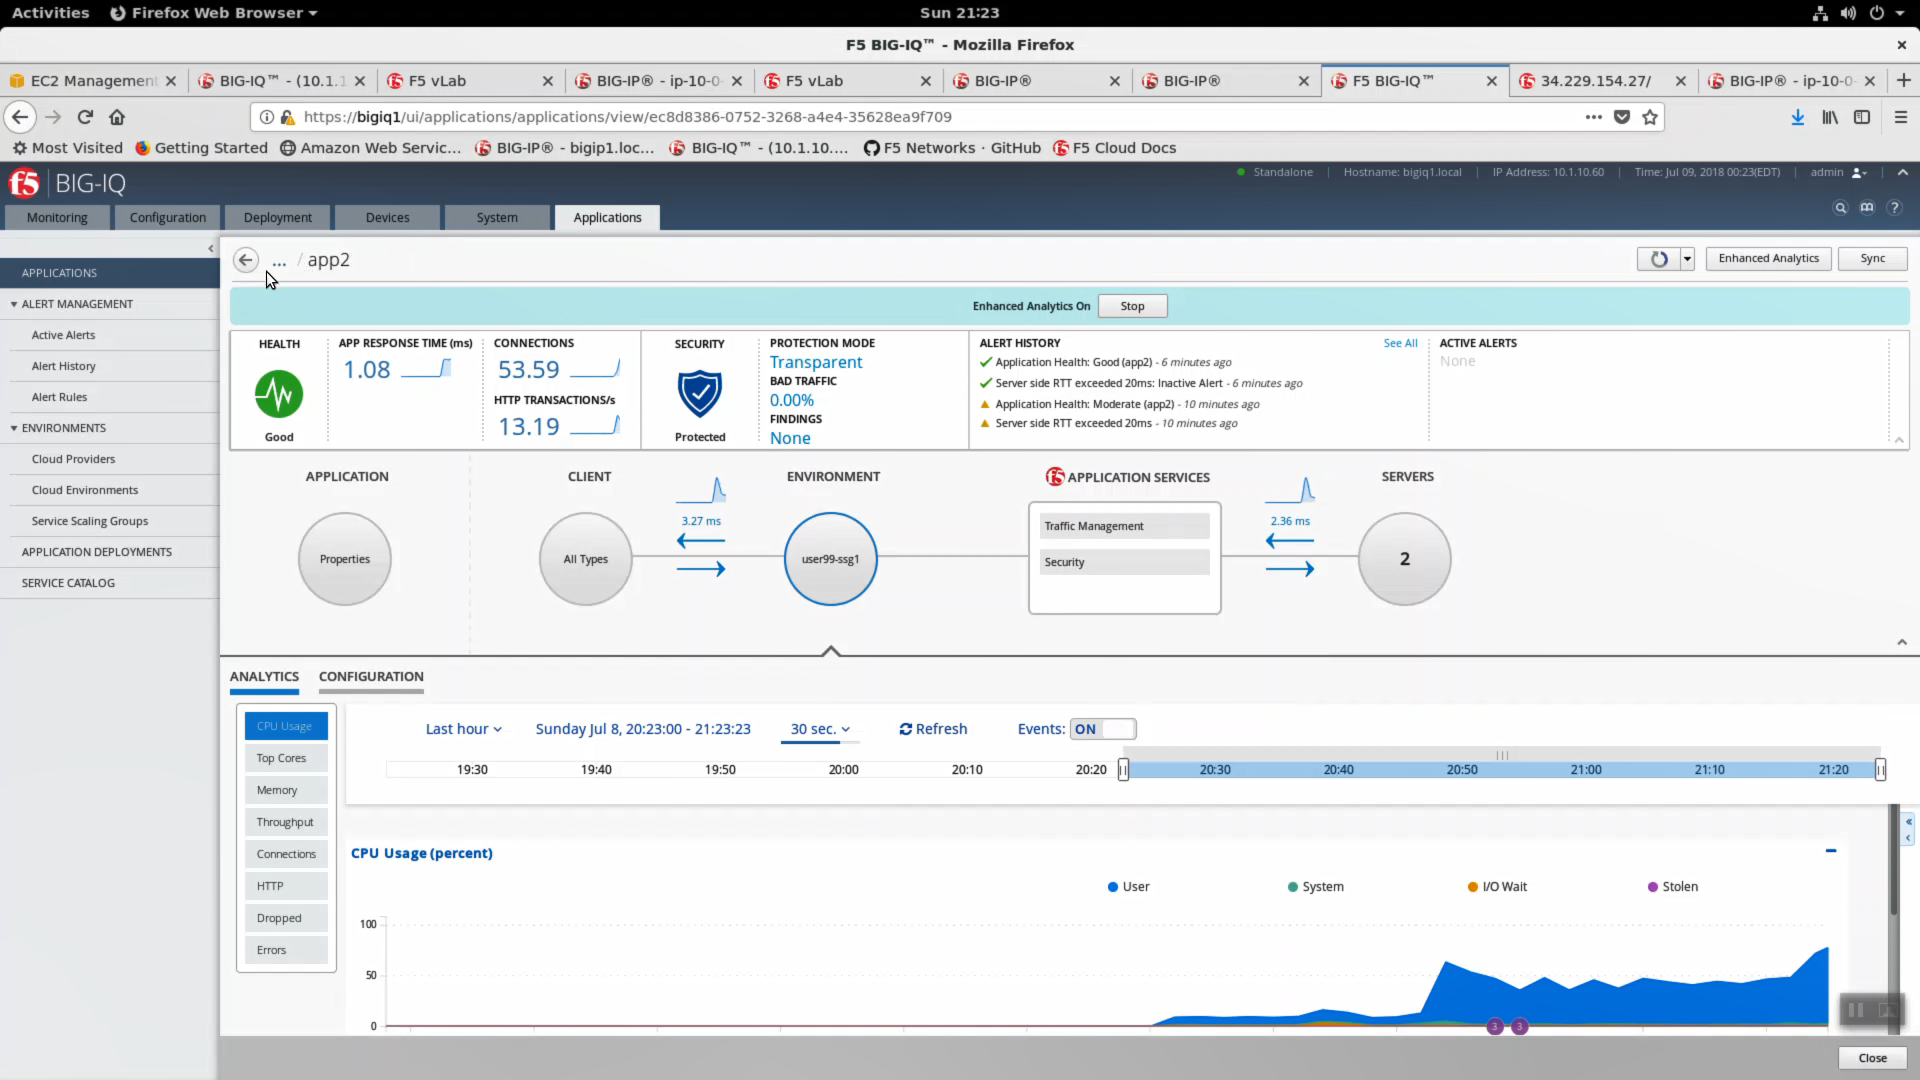 Activities Firefox Web Browser Sun 21:23
F5 BIG-IQ™ - Mozilla Firefox
EC2 Management BIG-IQ™ - (10.1.1 F5 vLab BIG-IP® - ip-10-0- F5 vLab BIG-IP® BIG-IP® F5 BIG-IQ™ 34.229.154.27/ BIG-IP® - ip-10-0-
https://bigiq1/ui/applications/applications/view/ec8d8386-0752-3268-a4e4-35628ea9f709
Most Visited Getting Started Amazon Web Servic... BIG-IP® - bigip1.loc... BIG-IQ™ - (10.1.10.... F5 Networks · GitHub F5 Cloud Docs
f5 BIG-IQ Standalone Hostname: bigiq1.local IP Address: 10.1.10.60 Time: Jul 09, 2018 00:23(EDT) admin
Monitoring Configuration Deployment Devices System Applications
APPLICATIONS
ALERT MANAGEMENT
Active Alerts
Alert History
Alert Rules
ENVIRONMENTS
Cloud Providers
Cloud Environments
Service Scaling Groups
APPLICATION DEPLOYMENTS
SERVICE CATALOG
... / app2 Enhanced Analytics Sync
Enhanced Analytics On Stop
HEALTH
Good
APP RESPONSE TIME (ms)
1.08
CONNECTIONS
53.59
HTTP TRANSACTIONS/s
13.19
SECURITY
Protected
PROTECTION MODE
Transparent
BAD TRAFFIC
0.00%
FINDINGS
None
ALERT HISTORY See All
Application Health: Good (app2) - 6 minutes ago
Server side RTT exceeded 20ms: Inactive Alert - 6 minutes ago
Application Health: Moderate (app2) - 10 minutes ago
Server side RTT exceeded 20ms - 10 minutes ago
ACTIVE ALERTS
None
APPLICATION CLIENT ENVIRONMENT f5 APPLICATION SERVICES SERVERS
3.27 ms 2.36 ms
Traffic Management
Properties All Types user99-ssg1 Security 2
ANALYTICS CONFIGURATION
CPU Usage
Top Cores
Memory
Throughput
Connections
HTTP
Dropped
Errors
Last hour Sunday Jul 8, 20:23:00 - 21:23:23 30 sec. Refresh Events: ON
19:30 19:40 19:50 20:00 20:10 20:20 20:30 20:40 20:50 21:00 21:10 21:20
CPU Usage (percent)
User System I/O Wait Stolen
100
50
0
3 3
Close